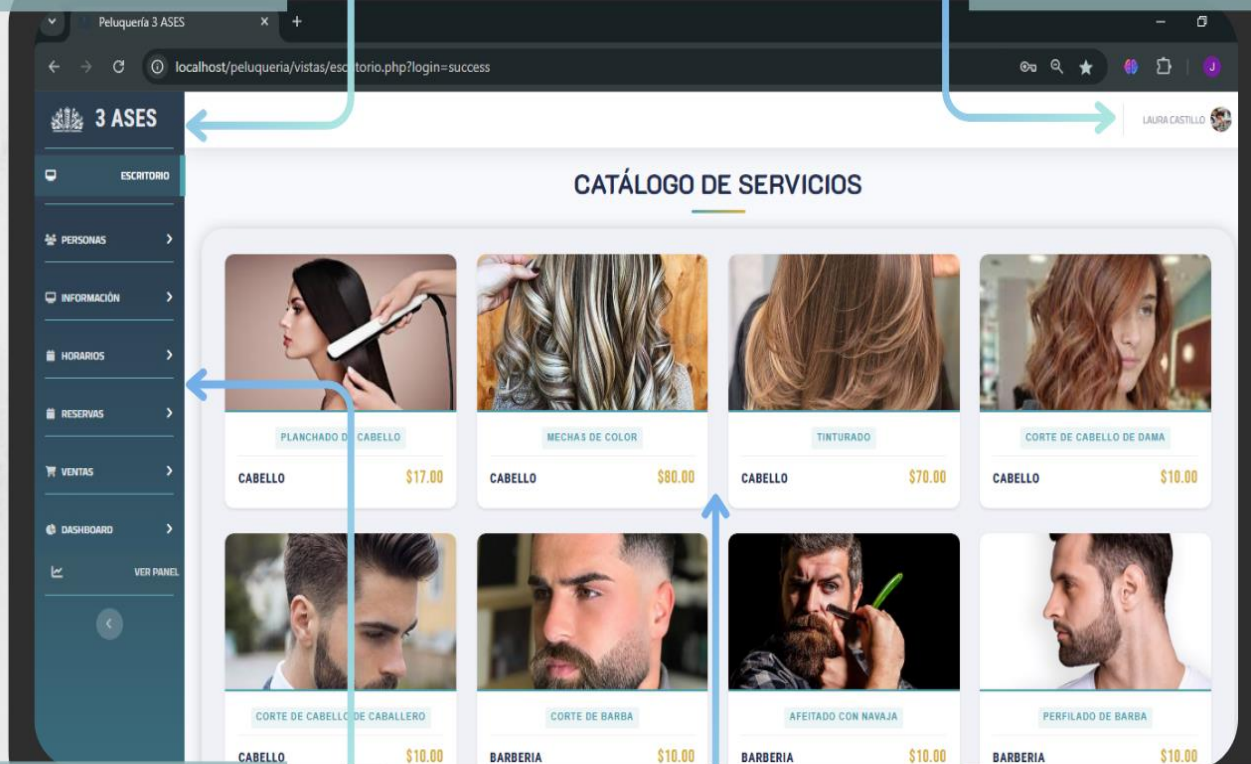 Peluquería 3 ASES
localhost/peluqueria/vistas/escritorio.php?login=success
J
3 ASES
LAURA CASTILLO
ESCRITORIO
PERSONAS
INFORMACIÓN
HORARIOS
RESERVAS
VENTAS
DASHBOARD
VER PANEL
CATÁLOGO DE SERVICIOS
PLANCHADO DE CABELLO
CABELLO $17.00
MECHAS DE COLOR
CABELLO $80.00
TINTURADO
CABELLO $70.00
CORTE DE CABELLO DE DAMA
CABELLO $10.00
CORTE DE CABELLO DE CABALLERO
CABELLO $10.00
CORTE DE BARBA
BARBERIA $10.00
AFEITADO CON NAVAJA
BARBERIA $10.00
PERFILADO DE BARBA
BARBERIA $10.00